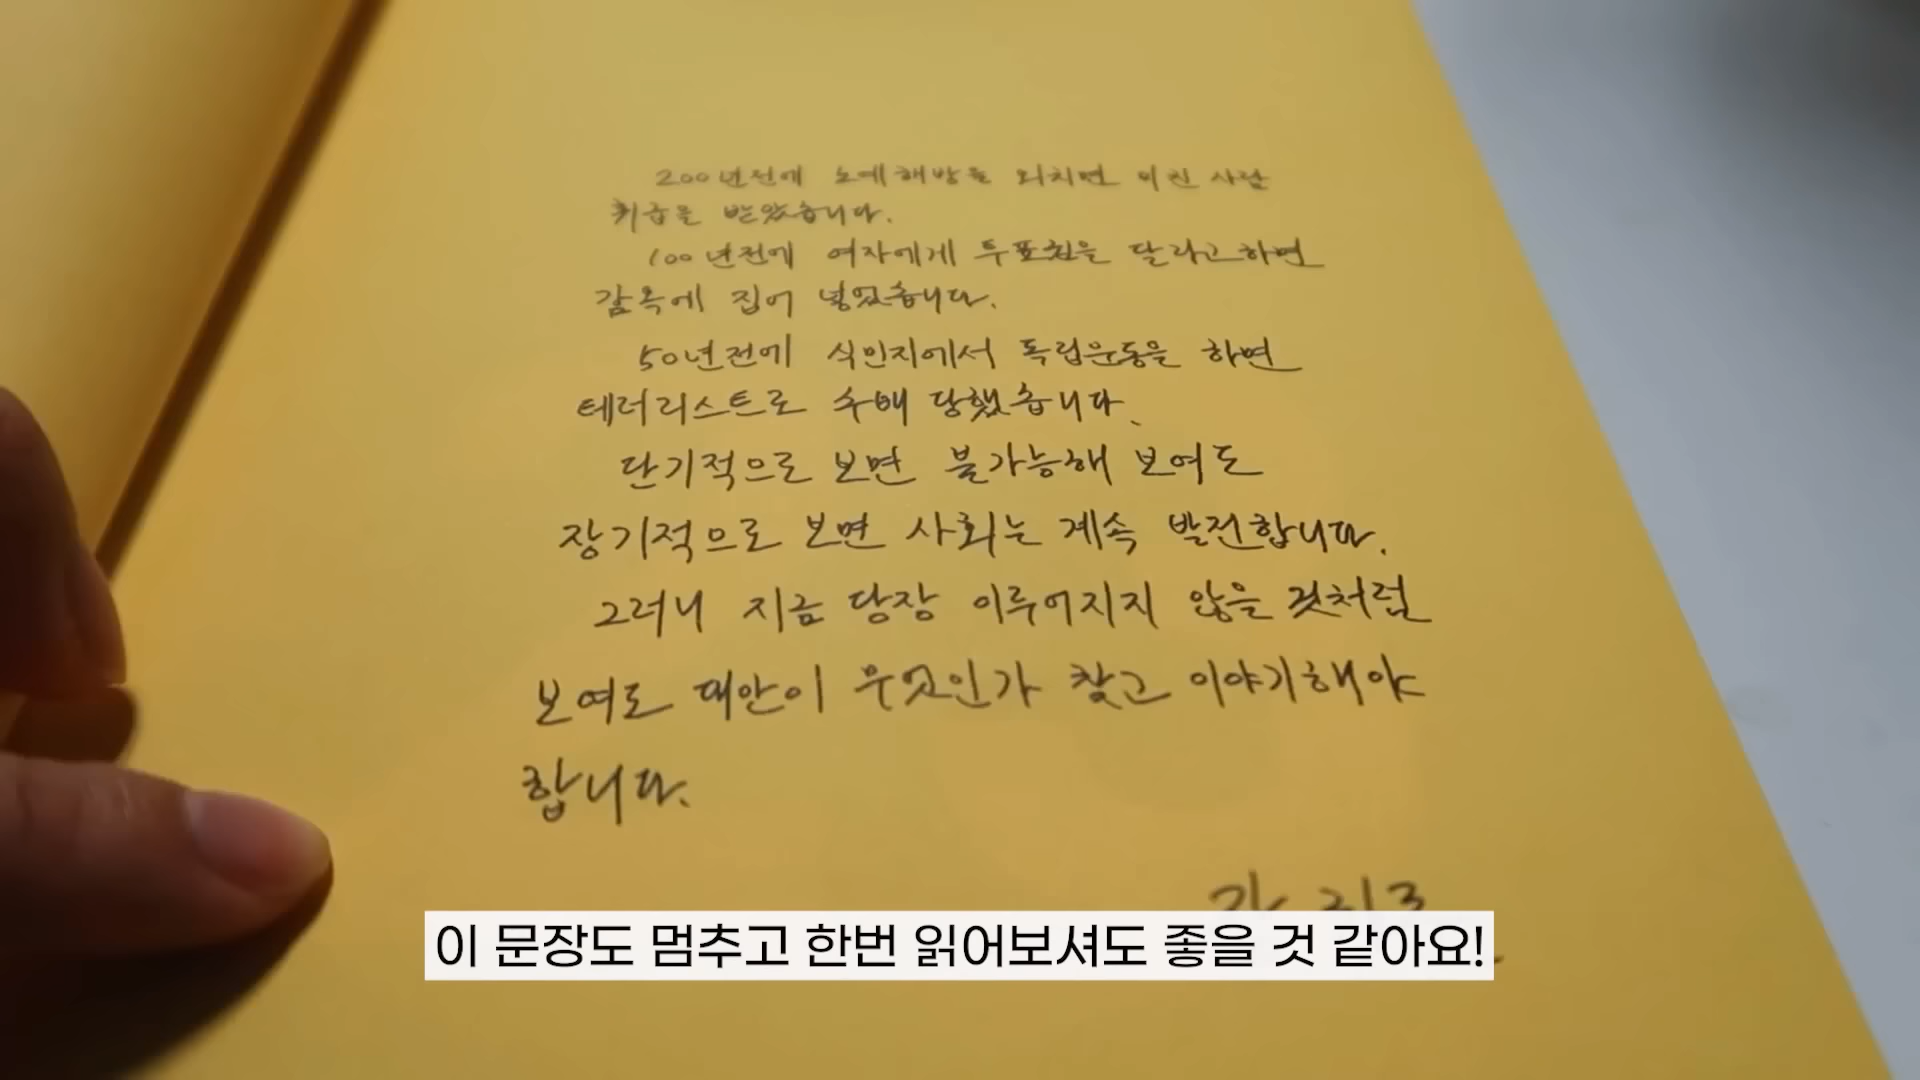 200년전에 노예해방을 외치면 미친 사람
취급을 받았습니다.
100년전에 여자에게 투표권을 달라고하면
감옥에 집어 넣었습니다.
50년전에 식민지에서 독립운동을 하면
테러리스트로 수배 당했습니다.
단기적으로 보면 불가능해 보여도
장기적으로 보면 사회는 계속 발전합니다.
그러니 지금 당장 이루어지지 않을 것처럼
보여도 대안이 무엇인가 찾고 이야기해야
합니다.
이 문장도 멈추고 한번 읽어보셔도 좋을 것 같아요!